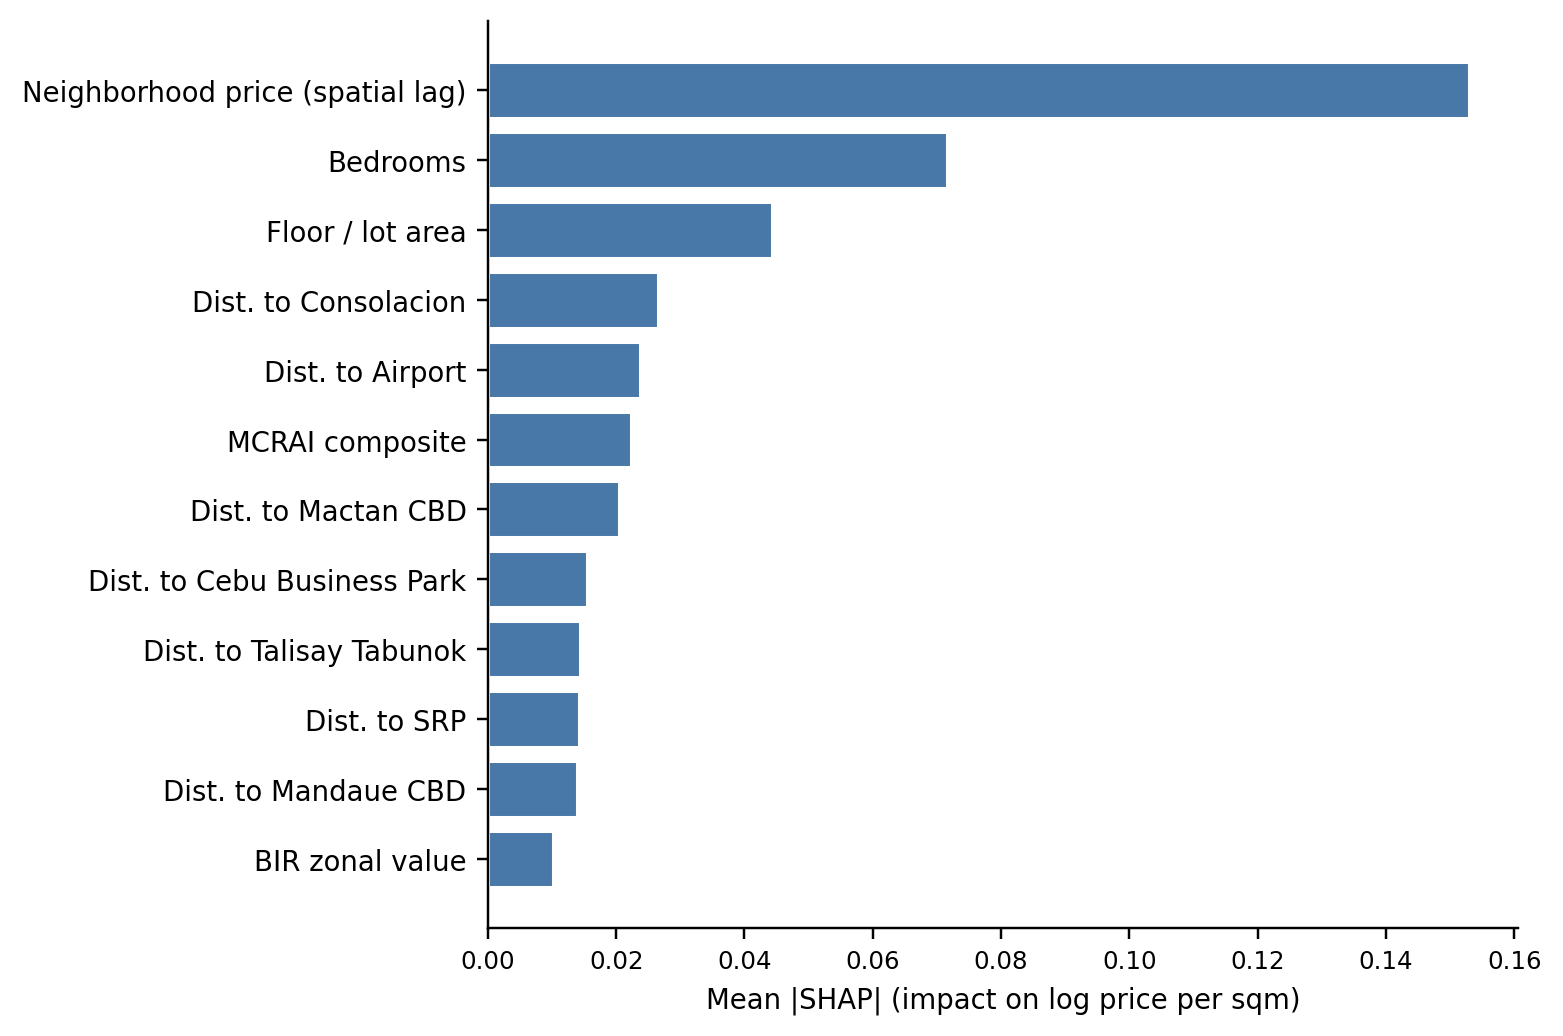 Neighborhood price (spatial lag)
Bedrooms
Floor / lot area
Dist. to Consolacion
Dist. to Airport
MCRAI composite
Dist. to Mactan CBD
Dist. to Cebu Business Park
Dist. to Talisay Tabunok
Dist. to SRP
Dist. to Mandaue CBD
BIR zonal value
0.00 0.02 0.04 0.06 0.08 0.10 0.12 0.14 0.16
Mean |SHAP| (impact on log price per sqm)